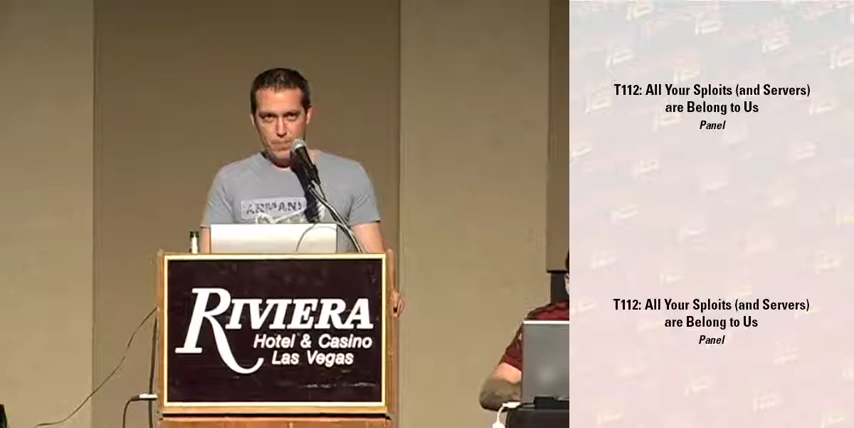 ARMANI
RIVIERA
Hotel & Casino
Las Vegas
T112: All Your Sploits (and Servers)
are Belong to Us
Panel
T112: All Your Sploits (and Servers)
are Belong to Us
Panel